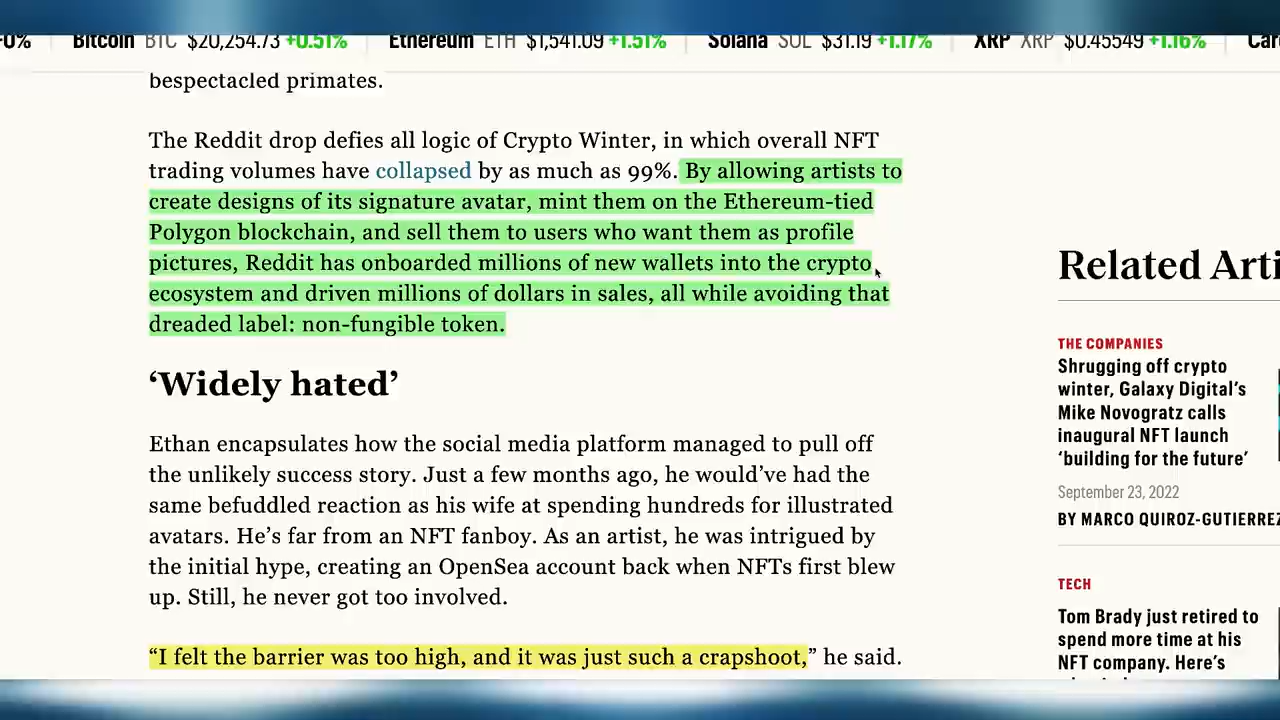 0% Bitcoin BTC $20,254.73 +0.51% Ethereum ETH $1,541.09 +1.51% Solana SOL $31.19 +1.17% XRP XRP $0.45549 +1.16% Car
bespectacled primates.
The Reddit drop defies all logic of Crypto Winter, in which overall NFT
trading volumes have collapsed by as much as 99%. By allowing artists to
create designs of its signature avatar, mint them on the Ethereum-tied
Polygon blockchain, and sell them to users who want them as profile
pictures, Reddit has onboarded millions of new wallets into the crypto
ecosystem and driven millions of dollars in sales, all while avoiding that
dreaded label: non-fungible token.
‘Widely hated’
Ethan encapsulates how the social media platform managed to pull off
the unlikely success story. Just a few months ago, he would’ve had the
same befuddled reaction as his wife at spending hundreds for illustrated
avatars. He’s far from an NFT fanboy. As an artist, he was intrigued by
the initial hype, creating an OpenSea account back when NFTs first blew
up. Still, he never got too involved.
“I felt the barrier was too high, and it was just such a crapshoot,” he said.
Related Arti
THE COMPANIES
Shrugging off crypto
winter, Galaxy Digital’s
Mike Novogratz calls
inaugural NFT launch
‘building for the future’
September 23, 2022
BY MARCO QUIROZ-GUTIERREZ
TECH
Tom Brady just retired to
spend more time at his
NFT company. Here’s